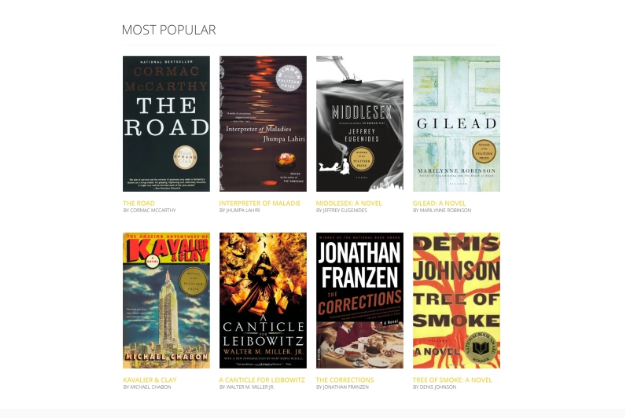 MOST POPULAR
NATIONAL BESTSELLER
CORMAC
McCARTHY
THE
ROAD
Interpreter of Maladies
Jhumpa Lahiri
MIDDLESEX
JEFFREY
EUGENIDES
GILEAD
MARILYNNE ROBINSON
THE ROAD
BY CORMAC MCCARTHY
INTERPRETER OF MALADIE
BY JHUMPA LAHIRI
MIDDLESEX: A NOVEL
BY JEFFREY EUGENIDES
GILEAD: A NOVEL
BY MARILYNNE ROBINSON
THE AMAZING ADVENTURES OF
KAVALIER
& CLAY
MICHAEL CHABON
A CANTICLE
FOR
LEIBOWITZ
WALTER M. MILLER, JR.
JONATHAN
FRANZEN
THE
CORRECTIONS
a Novel
DENIS
JOHNSON
TREE OF
SMOKE
A NOVEL
KAVALIER & CLAY
BY MICHAEL CHABON
A CANTICLE FOR LEIBOWITZ
BY WALTER M. MILLER JR.
THE CORRECTIONS
BY JONATHAN FRANZEN
TREE OF SMOKE: A NOVEL
BY DENIS JOHNSON